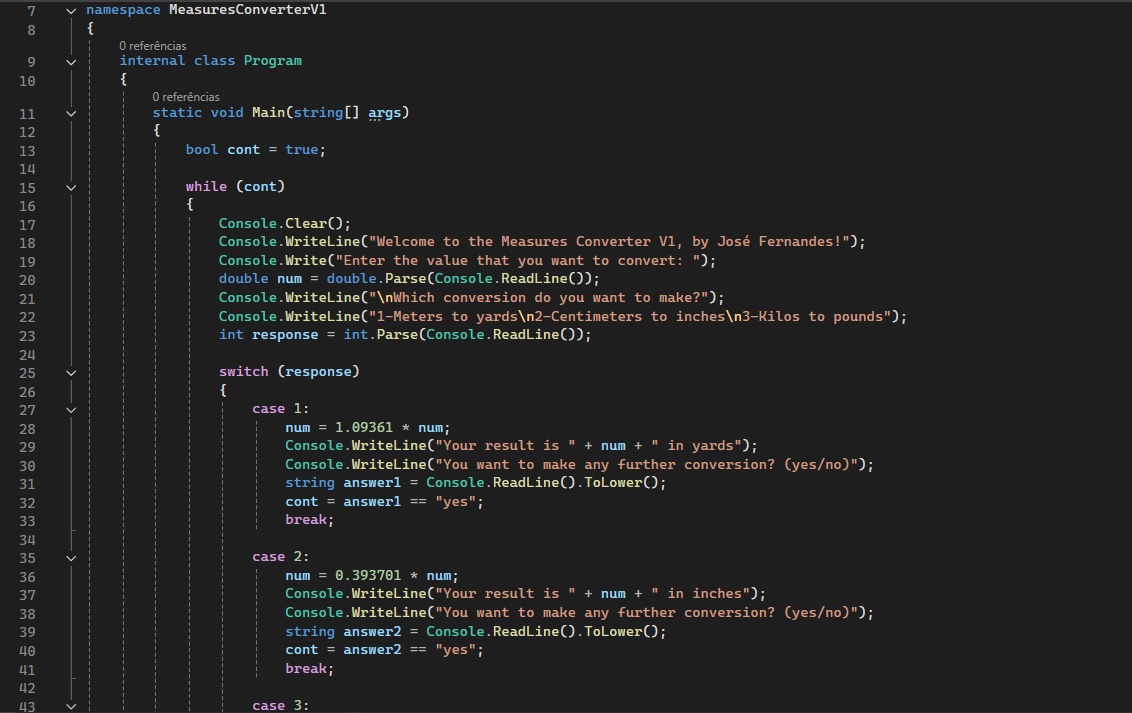 7 namespace MeasuresConverterV1
8 {
0 referências
9 internal class Program
10 {
0 referências
11 static void Main(string[] args)
12 {
13 bool cont = true;
14
15 while (cont)
16 {
17 Console.Clear();
18 Console.WriteLine("Welcome to the Measures Converter V1, by José Fernandes!");
19 Console.Write("Enter the value that you want to convert: ");
20 double num = double.Parse(Console.ReadLine());
21 Console.WriteLine("\nWhich conversion do you want to make?");
22 Console.WriteLine("1-Meters to yards\n2-Centimeters to inches\n3-Kilos to pounds");
23 int response = int.Parse(Console.ReadLine());
24
25 switch (response)
26 {
27 case 1:
28 num = 1.09361 * num;
29 Console.WriteLine("Your result is " + num + " in yards");
30 Console.WriteLine("You want to make any further conversion? (yes/no)");
31 string answer1 = Console.ReadLine().ToLower();
32 cont = answer1 == "yes";
33 break;
34
35 case 2:
36 num = 0.393701 * num;
37 Console.WriteLine("Your result is " + num + " in inches");
38 Console.WriteLine("You want to make any further conversion? (yes/no)");
39 string answer2 = Console.ReadLine().ToLower();
40 cont = answer2 == "yes";
41 break;
42
43 case 3: